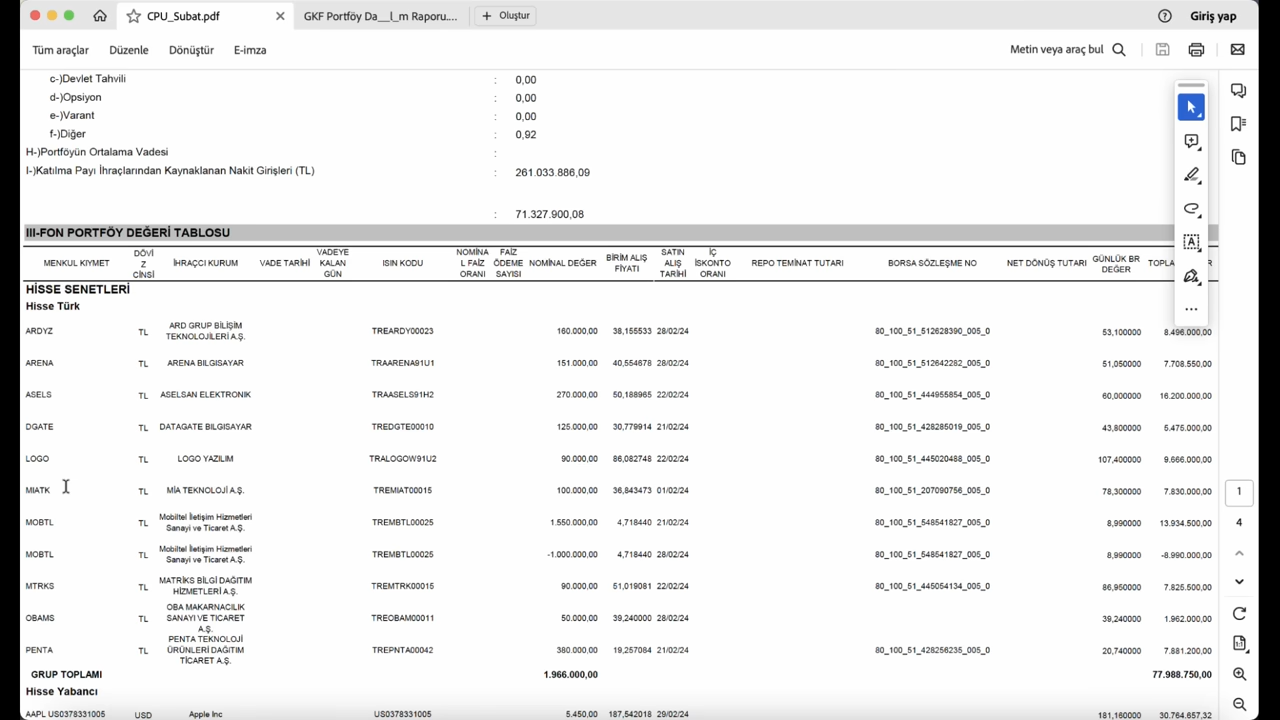 CPU_Subat.pdf
GKF Portföy Da__l_m Raporu....
Oluştur
Giriş yap
Tüm araçlar Düzenle Dönüştür E-imza
Metin veya araç bul
c-)Devlet Tahvili : 0,00
d-)Opsiyon : 0,00
e-)Varant : 0,00
f-)Diğer : 0,92
H-)Portföyün Ortalama Vadesi :
I-)Katılma Payı İhraçlarından Kaynaklanan Nakit Girişleri (TL) : 261.033.886,09
: 71.327.900,08
III-FON PORTFÖY DEĞERİ TABLOSU
MENKUL KIYMET DÖVİZ CİNSİ İHRAÇCI KURUM VADE TARİHİ VADEYE KALAN GÜN ISIN KODU NOMİNAL FAİZ ORANI FAİZ ÖDEME SAYISI NOMİNAL DEĞER BİRİM ALIŞ FİYATI SATIN ALIŞ TARİHİ İÇ İSKONTO ORANI REPO TEMİNAT TUTARI BORSA SÖZLEŞME NO NET DÖNÜŞ TUTARI GÜNLÜK BR DEĞER
HİSSE SENETLERİ
Hisse Türk
ARDYZ TL ARD GRUP BİLİŞİM TEKNOLOJİLERİ A.Ş. TREARDY00023 160.000,00 38,155533 28/02/24 80_100_51_512628390_005_0 53,100000 8.496.000,00
ARENA TL ARENA BILGISAYAR TRAARENA91U1 151.000,00 40,554678 28/02/24 80_100_51_512642282_005_0 51,050000 7.708.550,00
ASELS TL ASELSAN ELEKTRONIK TRAASELS91H2 270.000,00 50,188965 22/02/24 80_100_51_444955854_005_0 60,000000 16.200.000,00
DGATE TL DATAGATE BILGISAYAR TREDGTE00010 125.000,00 30,779914 21/02/24 80_100_51_428285019_005_0 43,800000 5.475.000,00
LOGO TL LOGO YAZILIM TRALOGOW91U2 90.000,00 86,082748 22/02/24 80_100_51_445020488_005_0 107,400000 9.666.000,00
MIATK TL MİA TEKNOLOJİ A.Ş. TREMIAT00015 100.000,00 36,843473 01/02/24 80_100_51_207090756_005_0 78,300000 7.830.000,00
MOBTL TL Mobiltel İletişim Hizmetleri Sanayi ve Ticaret A.Ş. TREMBTL00025 1.550.000,00 4,718440 21/02/24 80_100_51_548541827_005_0 8,990000 13.934.500,00
MOBTL TL Mobiltel İletişim Hizmetleri Sanayi ve Ticaret A.Ş. TREMBTL00025 -1.000.000,00 4,718440 28/02/24 80_100_51_548541827_005_0 8,990000 -8.990.000,00
MTRKS TL MATRİKS BİLGİ DAĞITIM HİZMETLERİ A.Ş. TREMTRK00015 90.000,00 51,019081 22/02/24 80_100_51_445054134_005_0 86,950000 7.825.500,00
OBAMS TL OBA MAKARNACILIK SANAYI VE TICARET A.Ş. TREOBAM00011 50.000,00 39,240000 28/02/24 39,240000 1.962.000,00
PENTA TL PENTA TEKNOLOJİ ÜRÜNLERİ DAĞITIM TİCARET A.Ş. TREPNTA00042 380.000,00 19,257084 21/02/24 80_100_51_428256235_005_0 20,740000 7.881.200,00
GRUP TOPLAMI 1.966.000,00 77.988.750,00
Hisse Yabancı
AAPL US0378331005 USD Apple Inc US0378331005 5.450,00 187,542018 29/02/24 181,160000 30.764.657,32
1
4